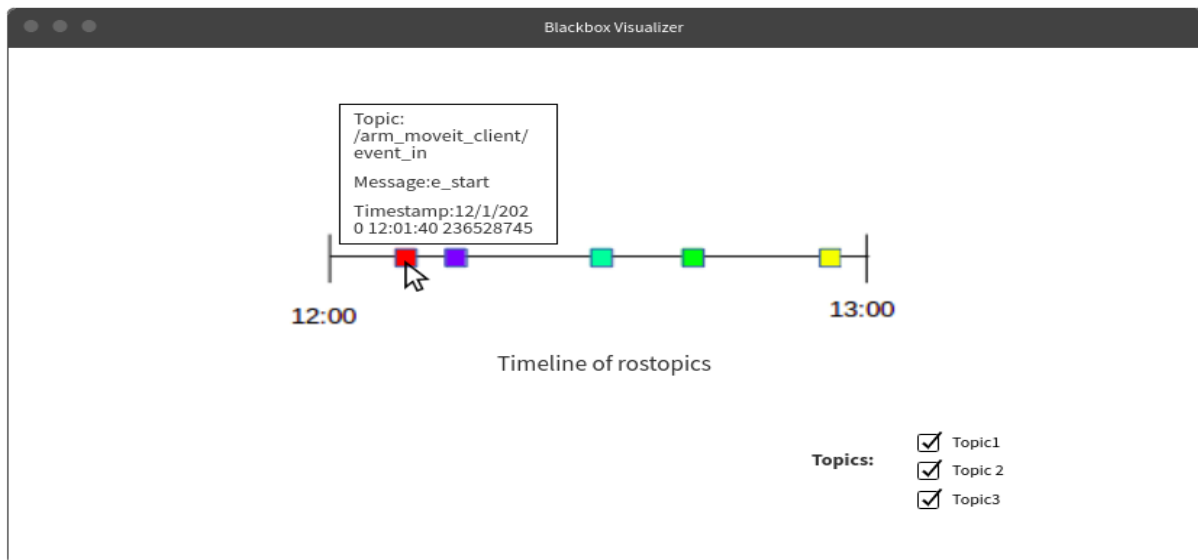 Blackbox Visualizer
Topic:
/arm_moveit_client/
event_in
Message:e_start
Timestamp:12/1/202
0 12:01:40 236528745
12:00
13:00
Timeline of rostopics
Topics:
Topic1
Topic 2
Topic3